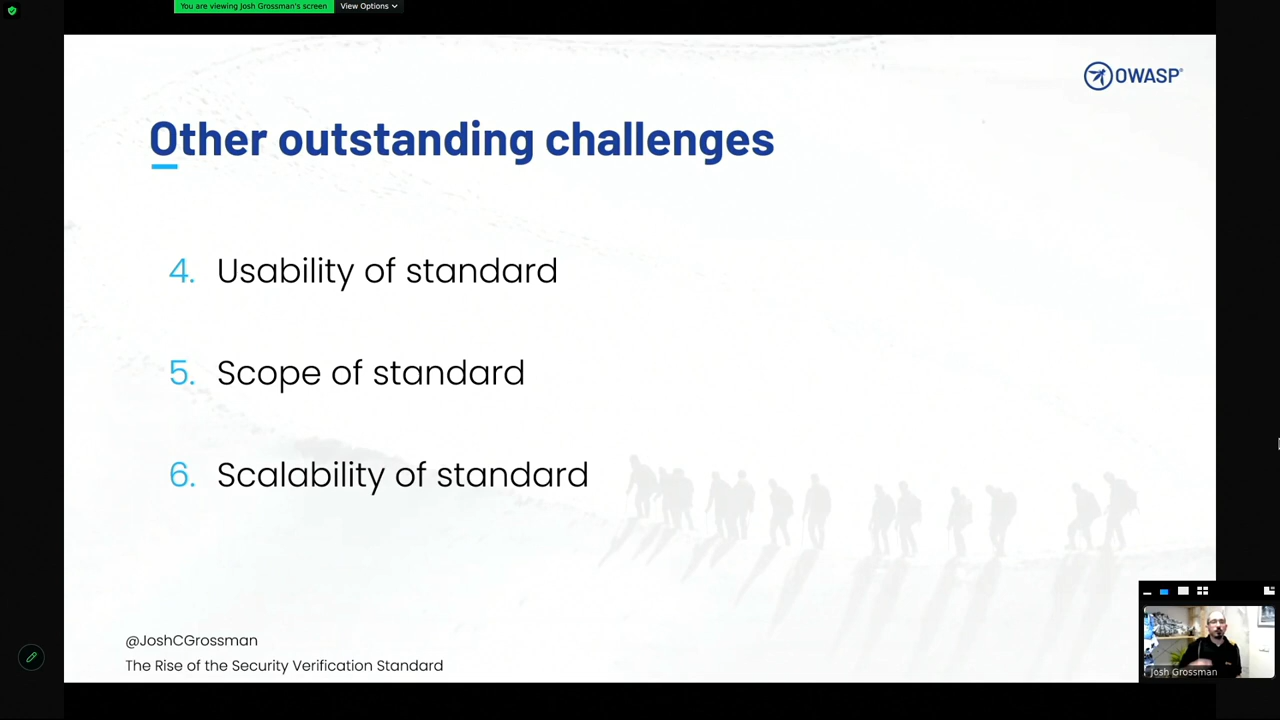 You are viewing Josh Grossman's screen
View Options
OWASP
Other outstanding challenges
4. Usability of standard
5. Scope of standard
6. Scalability of standard
@JoshCGrossman
The Rise of the Security Verification Standard
Josh Grossman